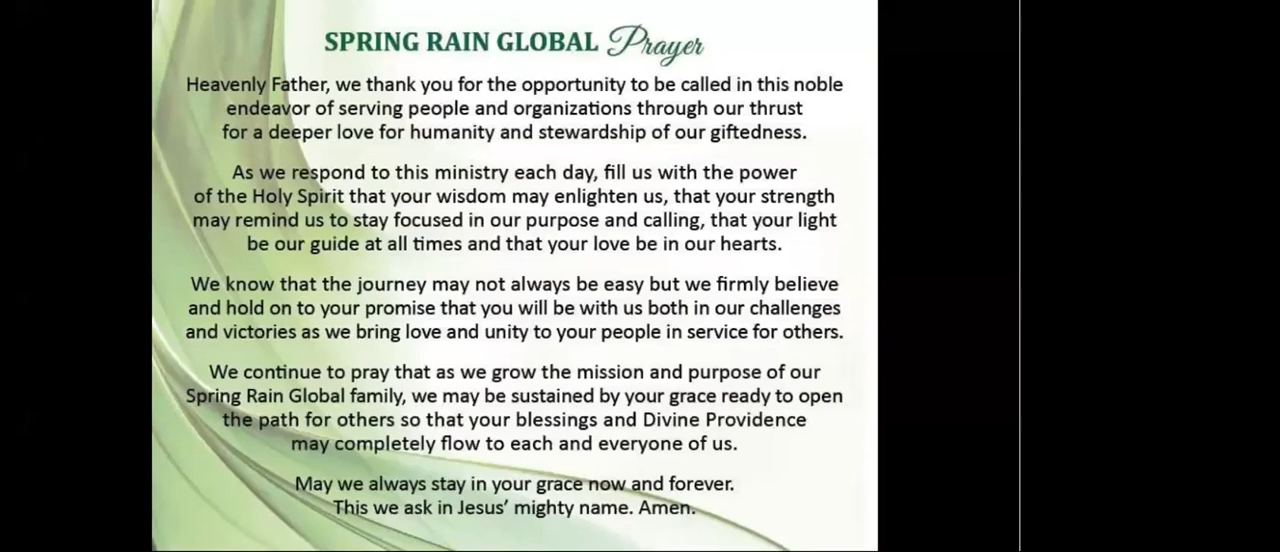 SPRING RAIN GLOBAL Prayer
Heavenly Father, we thank you for the opportunity to be called in this noble
endeavor of serving people and organizations through our thrust
for a deeper love for humanity and stewardship of our giftedness.
As we respond to this ministry each day, fill us with the power
of the Holy Spirit that your wisdom may enlighten us, that your strength
may remind us to stay focused in our purpose and calling, that your light
be our guide at all times and that your love be in our hearts.
We know that the journey may not always be easy but we firmly believe
and hold on to your promise that you will be with us both in our challenges
and victories as we bring love and unity to your people in service for others.
We continue to pray that as we grow the mission and purpose of our
Spring Rain Global family, we may be sustained by your grace ready to open
the path for others so that your blessings and Divine Providence
may completely flow to each and everyone of us.
May we always stay in your grace now and forever.
This we ask in Jesus’ mighty name. Amen.